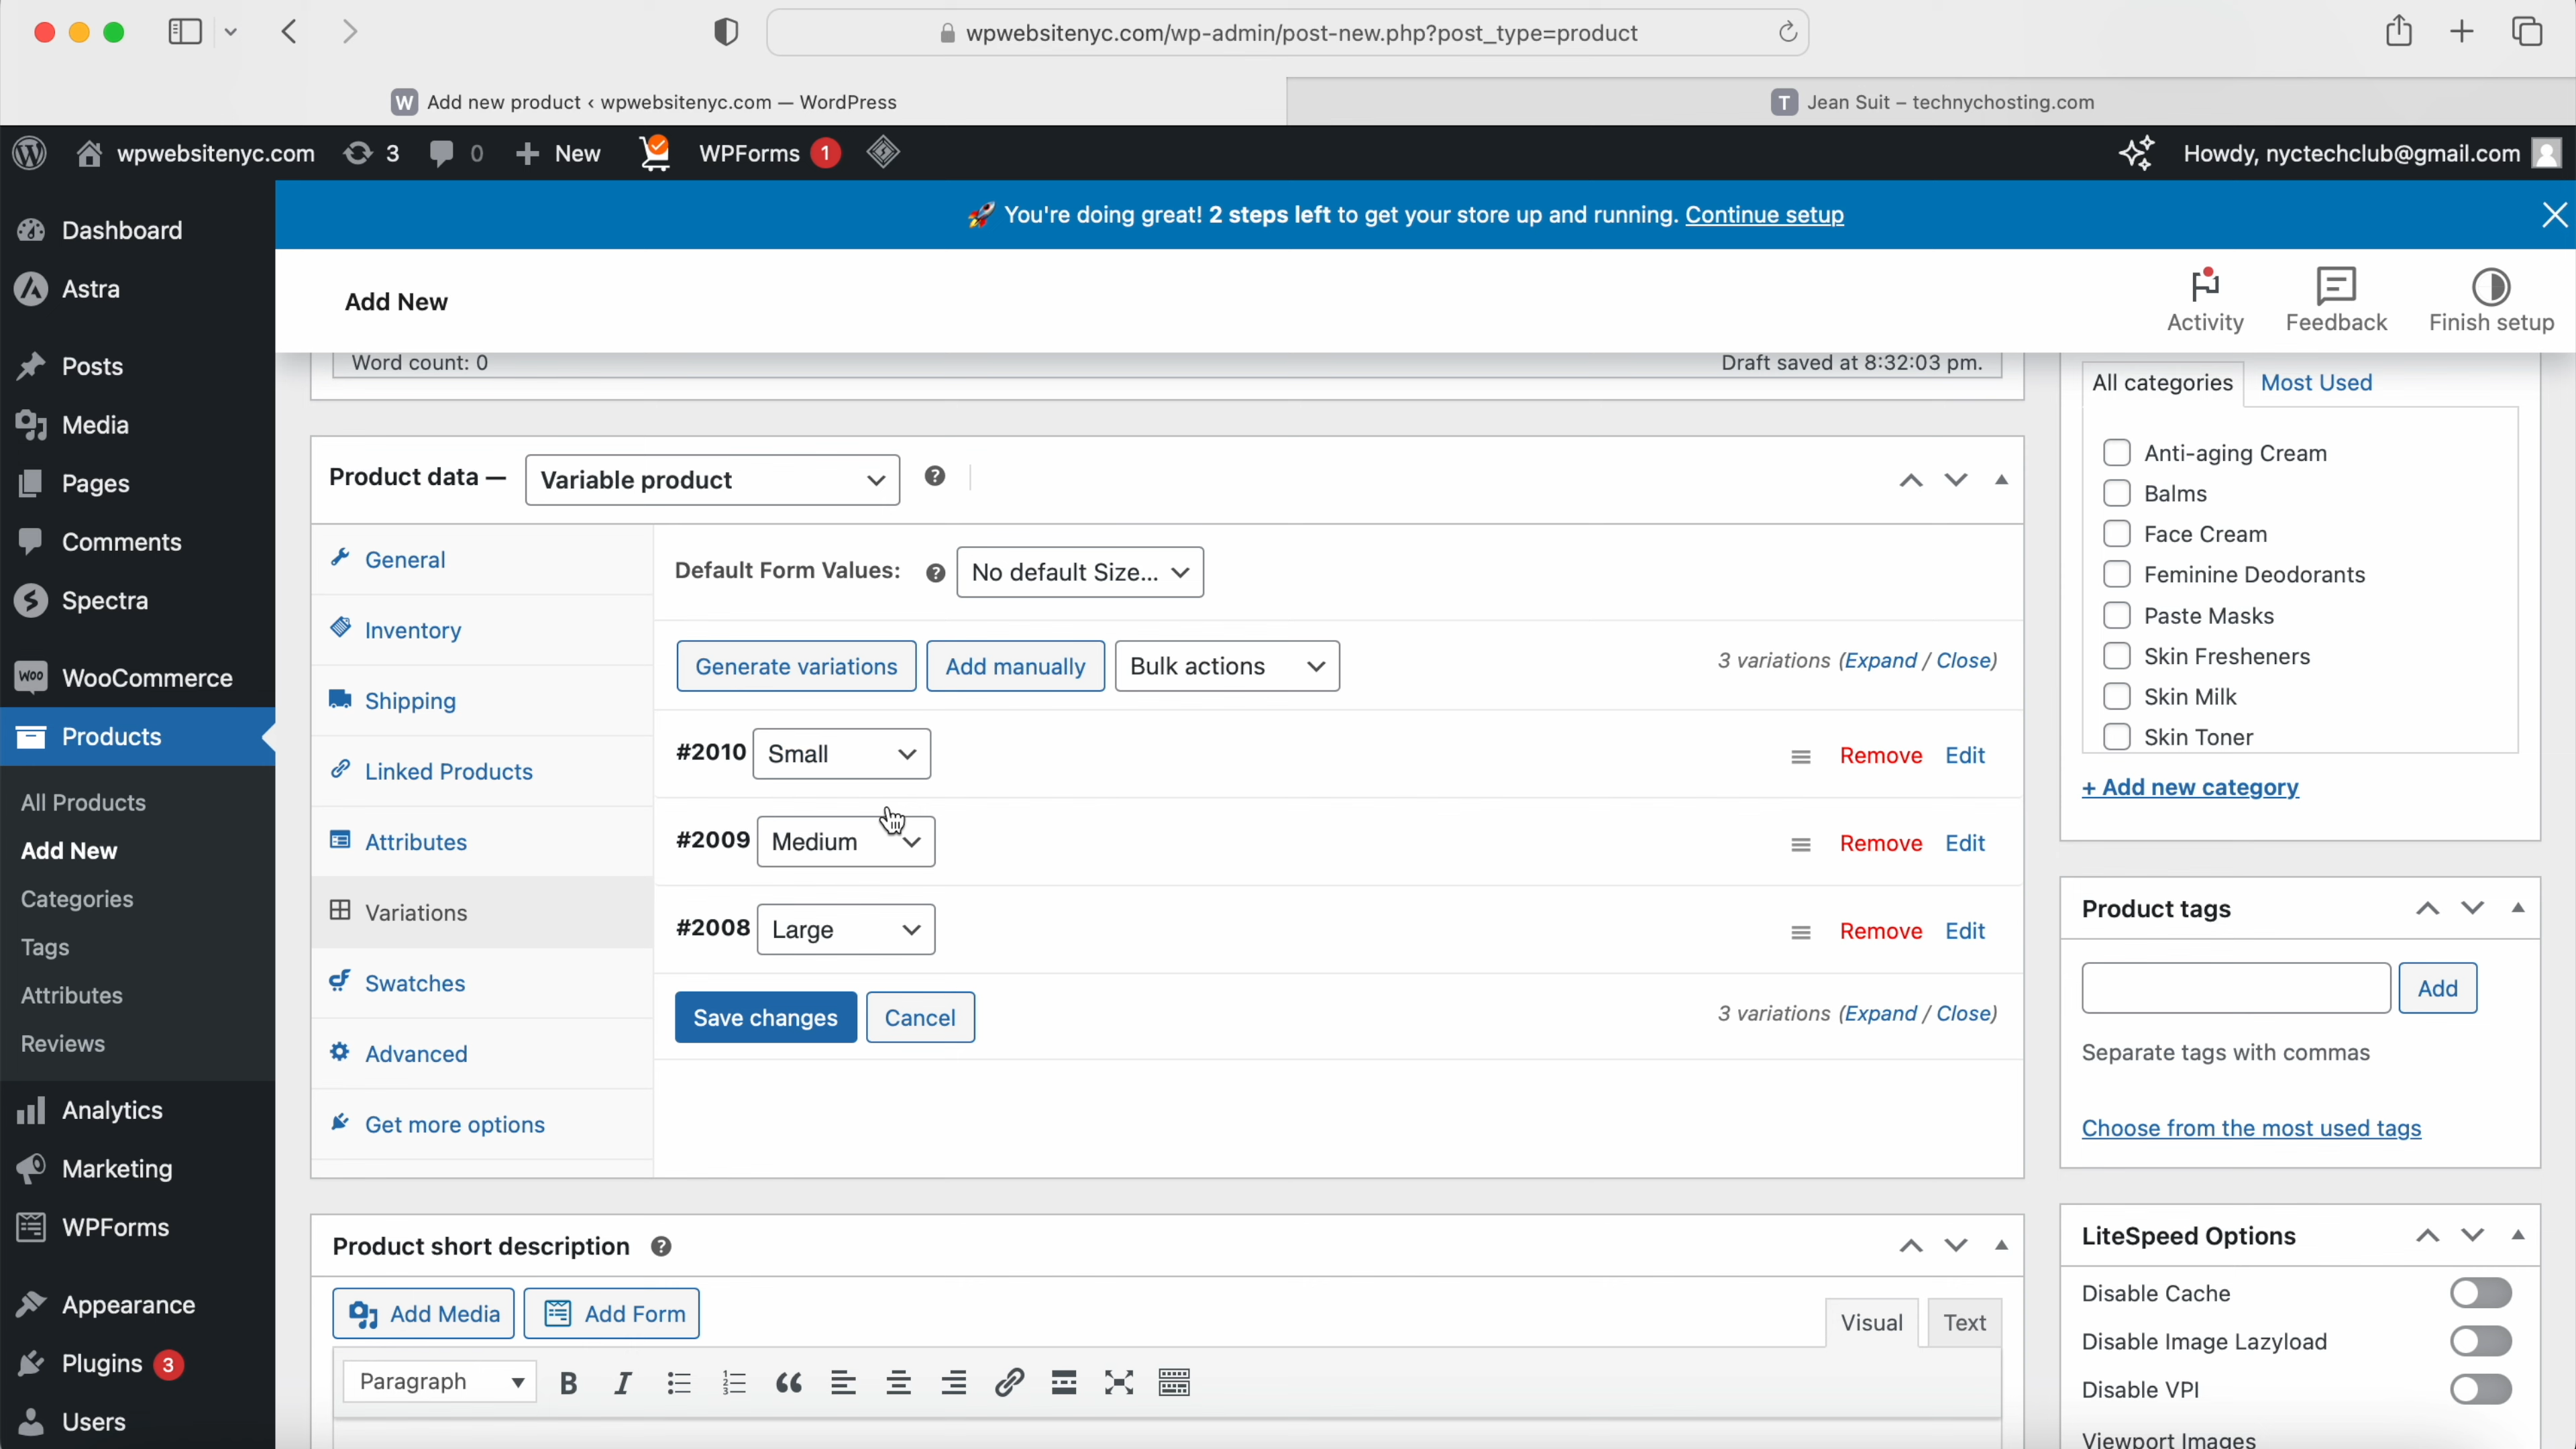 wpwebsitenyc.com/wp-admin/post-new.php?post_type=product
W Add new product ‹ wpwebsitenyc.com — WordPress
T Jean Suit – technychosting.com
wpwebsitenyc.com 3 0 New WPForms 1 Howdy, nyctechclub@gmail.com
🚀 You're doing great! 2 steps left to get your store up and running. Continue setup
Dashboard
Astra
Posts
Media
Pages
Comments
Spectra
WooCommerce
Products
All Products
Add New
Categories
Tags
Attributes
Reviews
Analytics
Marketing
WPForms
Appearance
Plugins 3
Users
Add New
Activity
Feedback
Finish setup
Word count: 0
Draft saved at 8:32:03 pm.
Product data — Variable product
General
Inventory
Shipping
Linked Products
Attributes
Variations
Swatches
Advanced
Get more options
Default Form Values: No default Size...
Generate variations Add manually Bulk actions 3 variations (Expand / Close)
#2010 Small Remove Edit
#2009 Medium Remove Edit
#2008 Large Remove Edit
Save changes Cancel 3 variations (Expand / Close)
Product short description
Add Media Add Form
Visual Text
Paragraph
All categories Most Used
Anti-aging Cream
Balms
Face Cream
Feminine Deodorants
Paste Masks
Skin Fresheners
Skin Milk
Skin Toner
+ Add new category
Product tags
Add
Separate tags with commas
Choose from the most used tags
LiteSpeed Options
Disable Cache
Disable Image Lazyload
Disable VPI
Viewport Images